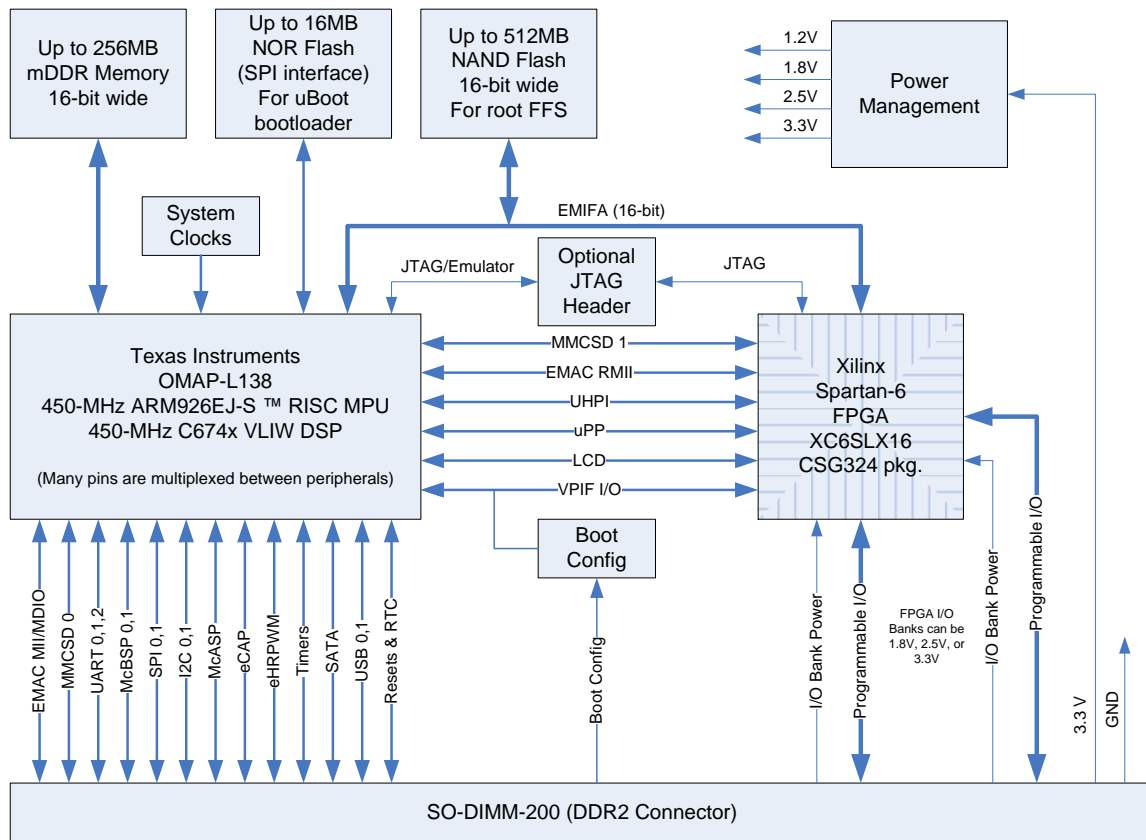 Up to 256MB
mDDR Memory
16-bit wide
Up to 16MB
NOR Flash
(SPI interface)
For uBoot
bootloader
Up to 512MB
NAND Flash
16-bit wide
For root FFS
1.2V
1.8V
2.5V
3.3V
Power
Management
System
Clocks
EMIFA (16-bit)
JTAG/Emulator
Optional
JTAG
Header
JTAG
Texas Instruments
OMAP-L138
450-MHz ARM926EJ-S ™ RISC MPU
450-MHz C674x VLIW DSP
(Many pins are multiplexed between peripherals)
MMCSD 1
EMAC RMII
UHPI
uPP
LCD
VPIF I/O
Xilinx
Spartan-6
FPGA
XC6SLX16
CSG324 pkg.
Boot
Config
EMAC MII/MDIO
MMCSD 0
UART 0,1,2
McBSP 0,1
SPI 0,1
I2C 0,1
McASP
eCAP
eHRPWM
Timers
SATA
USB 0,1
Resets & RTC
Boot Config
I/O Bank Power
Programmable I/O
FPGA I/O
Banks can be
1.8V, 2.5V, or
3.3V
I/O Bank Power
Programmable I/O
3.3 V
GND
SO-DIMM-200 (DDR2 Connector)